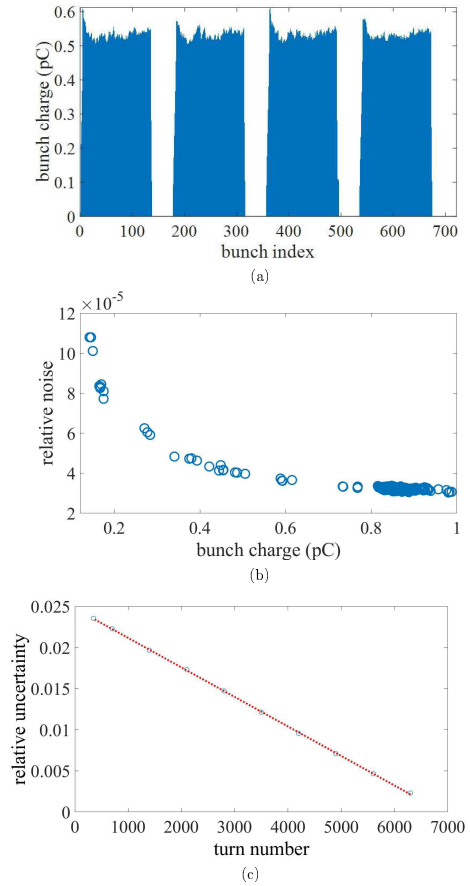 0.6
0.5
0.4
0.3
0.2
0.1
0
bunch charge (pC)
0 100 200 300 400 500 600 700
bunch index
(a)
×10⁻⁵
12
10
8
6
4
2
relative noise
0.2 0.4 0.6 0.8 1
bunch charge (pC)
(b)
0.025
0.02
0.015
0.01
0.005
0
relative uncertainty
0 1000 2000 3000 4000 5000 6000 7000
turn number
(c)